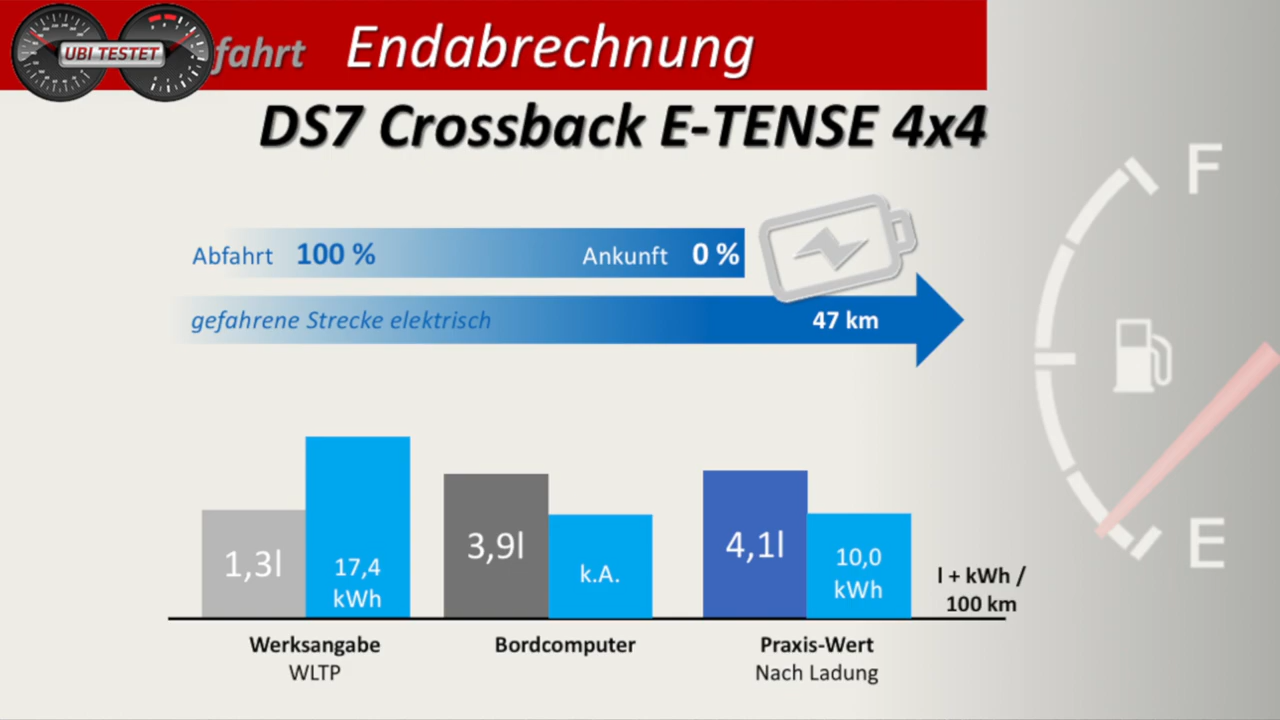 UBI TESTET
fahrt Endabrechnung
DS7 Crossback E-TENSE 4x4
F
Abfahrt 100 % Ankunft 0 %
gefahrene Strecke elektrisch 47 km
1,3l 17,4 kWh
3,9l k.A.
4,1l 10,0 kWh
l + kWh /
100 km
E
Werksangabe
WLTP
Bordcomputer
Praxis-Wert
Nach Ladung